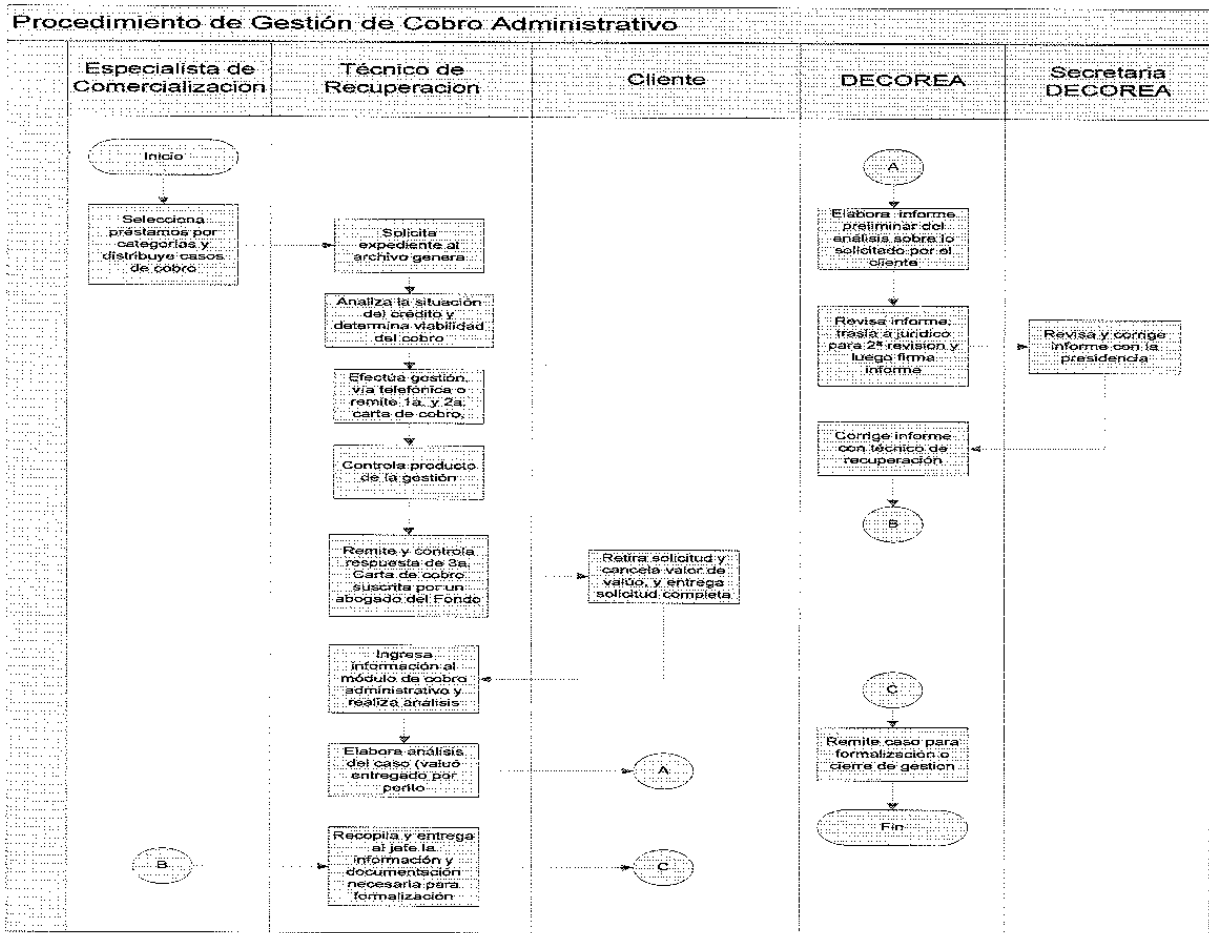 Procedimiento de Gestión de Cobro Administrativo
Especialista de
Comercialización
Técnico de
Recuperación
Cliente
DECOREA
Secretaria
DECOREA
Inicio
Selecciona
préstamos por
categorías y
distribuye casos
de cobro
Solicita
expediente al
archivo genera
Analiza la situación
del crédito y
determina viabilidad
del cobro
Efectúa gestión,
vía telefónica o
remite 1a. y 2a.
carta de cobro,
Controla producto
de la gestión
Remite y controla
respuesta de 3a.
Carta de cobro
suscrita por un
abogado del Fondo
Retira solicitud y
cancela valor de
valúo, y entrega
solicitud completa
Ingresa
información al
módulo de cobro
administrativo y
realiza análisis
Elabora análisis
del caso (valuó
entregado por
perito
A
B
Recopila y entrega
al jefe la
información y
documentación
necesaria para
formalización
C
A
Elabora informe
preliminar del
análisis sobre lo
solicitado por el
cliente
Revisa informe,
trasla a jurídico
para 2ª revisión y
luego firma
informe
Revisa y corrige
informe con la
presidencia
Corrige informe
con técnico de
recuperación
B
C
Remite caso para
formalización o
cierre de gestion
Fin